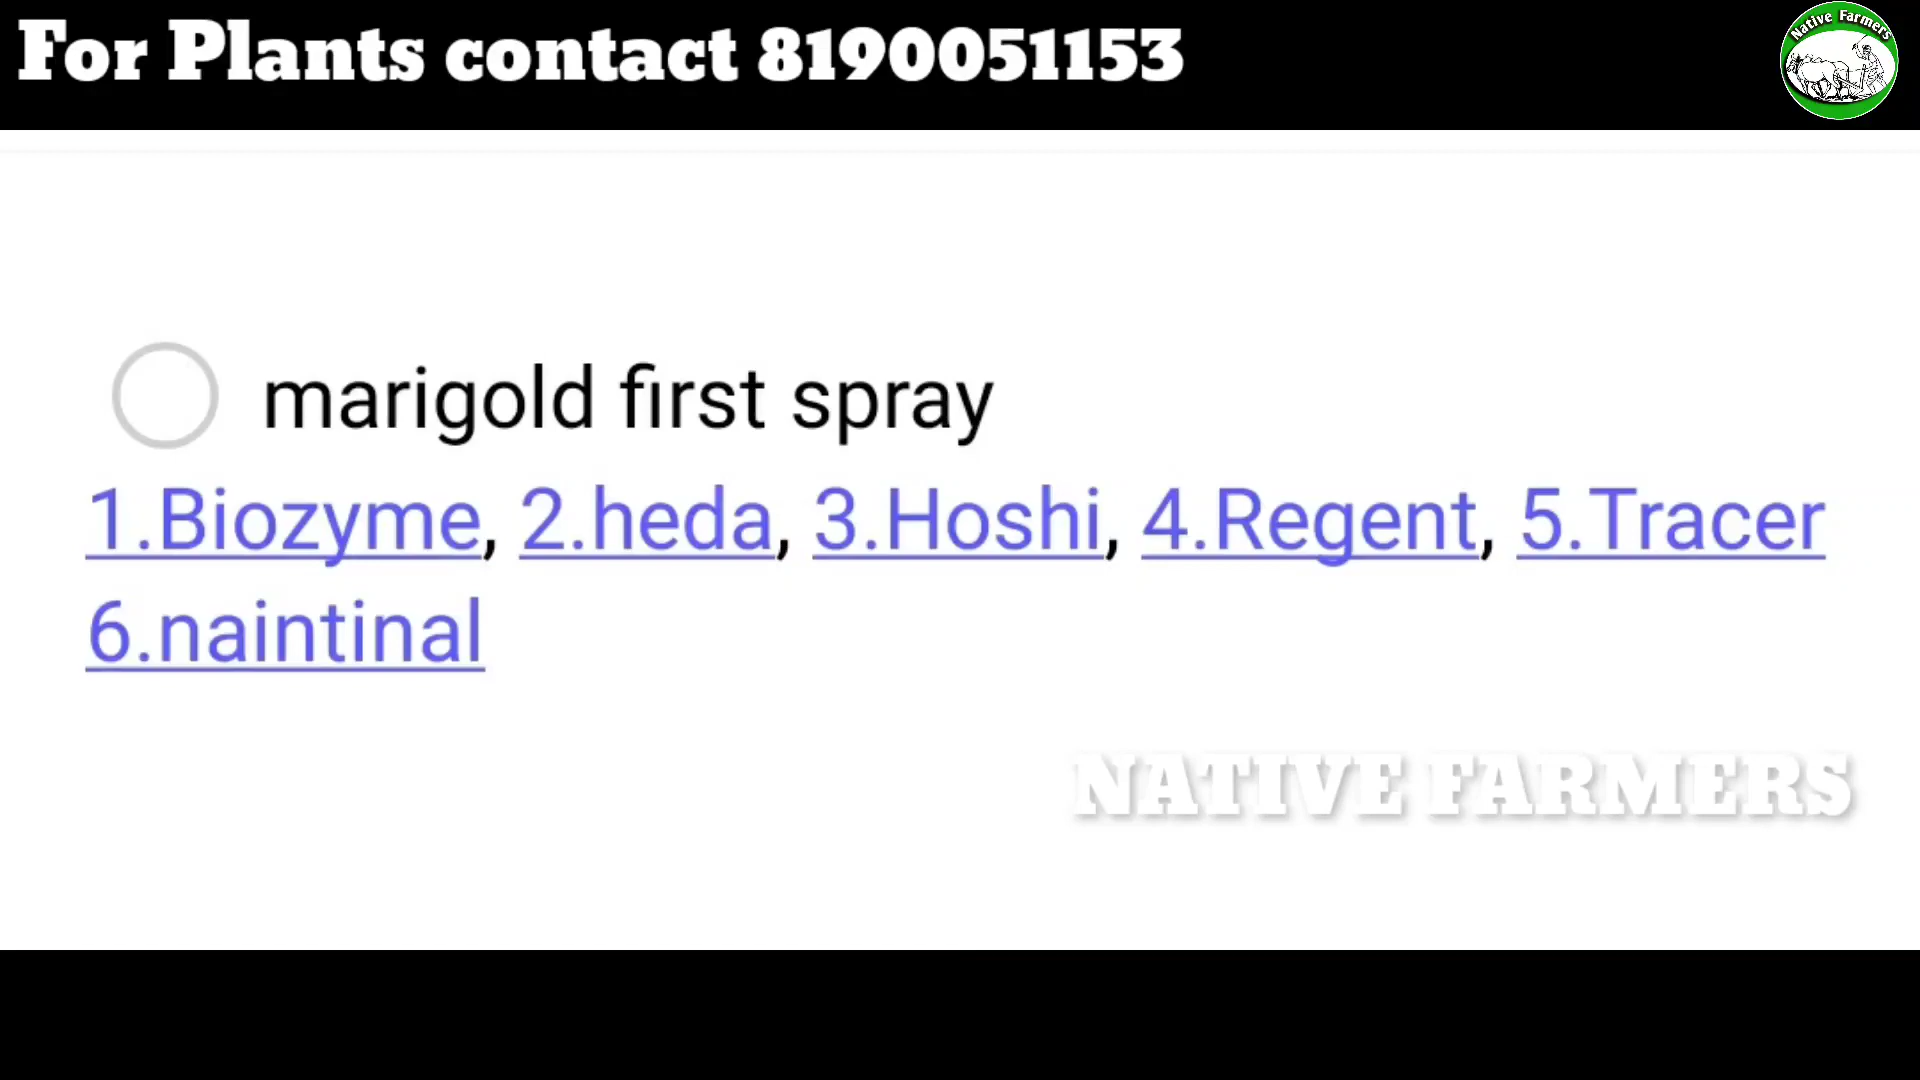 For Plants contact 8190051153
Native Farmers
marigold first spray
1.Biozyme, 2.heda, 3.Hoshi, 4.Regent, 5.Tracer
6.naintinal
NATIVE FARMERS